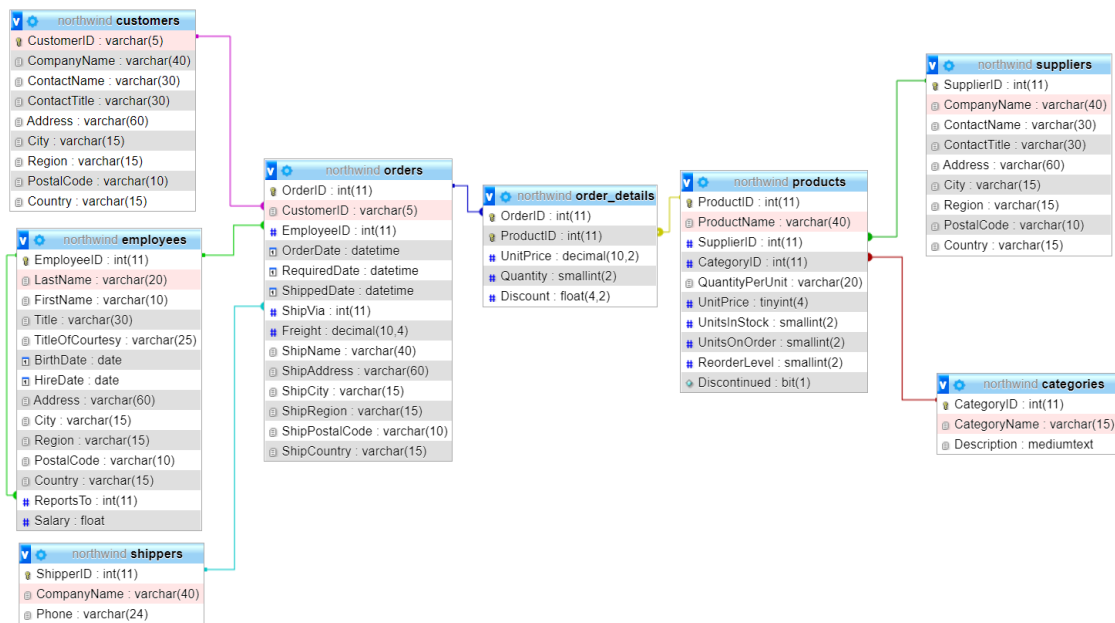 northwind customers
CustomerID : varchar(5)
CompanyName : varchar(40)
ContactName : varchar(30)
ContactTitle : varchar(30)
Address : varchar(60)
City : varchar(15)
Region : varchar(15)
PostalCode : varchar(10)
Country : varchar(15)
northwind employees
EmployeeID : int(11)
LastName : varchar(20)
FirstName : varchar(10)
Title : varchar(30)
TitleOfCourtesy : varchar(25)
BirthDate : date
HireDate : date
Address : varchar(60)
City : varchar(15)
Region : varchar(15)
PostalCode : varchar(10)
Country : varchar(15)
ReportsTo : int(11)
Salary : float
northwind shippers
ShipperID : int(11)
CompanyName : varchar(40)
Phone : varchar(24)
northwind orders
OrderID : int(11)
CustomerID : varchar(5)
EmployeeID : int(11)
OrderDate : datetime
RequiredDate : datetime
ShippedDate : datetime
ShipVia : int(11)
Freight : decimal(10,4)
ShipName : varchar(40)
ShipAddress : varchar(60)
ShipCity : varchar(15)
ShipRegion : varchar(15)
ShipPostalCode : varchar(10)
ShipCountry : varchar(15)
northwind order_details
OrderID : int(11)
ProductID : int(11)
UnitPrice : decimal(10,2)
Quantity : smallint(2)
Discount : float(4,2)
northwind products
ProductID : int(11)
ProductName : varchar(40)
SupplierID : int(11)
CategoryID : int(11)
QuantityPerUnit : varchar(20)
UnitPrice : tinyint(4)
UnitsInStock : smallint(2)
UnitsOnOrder : smallint(2)
ReorderLevel : smallint(2)
Discontinued : bit(1)
northwind suppliers
SupplierID : int(11)
CompanyName : varchar(40)
ContactName : varchar(30)
ContactTitle : varchar(30)
Address : varchar(60)
City : varchar(15)
Region : varchar(15)
PostalCode : varchar(10)
Country : varchar(15)
northwind categories
CategoryID : int(11)
CategoryName : varchar(15)
Description : mediumtext